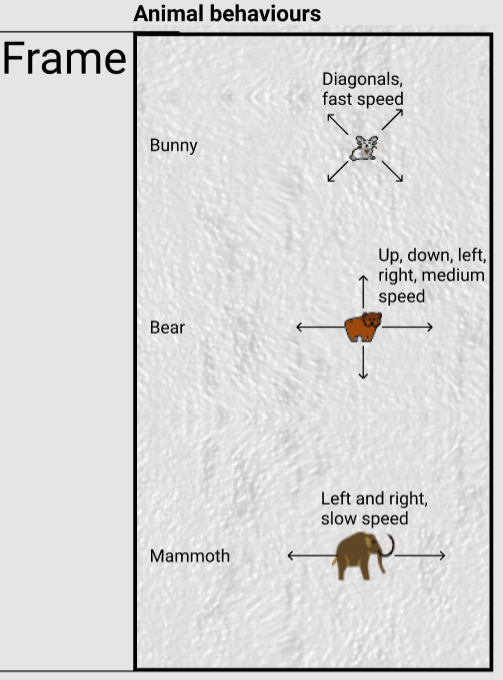 Animal behaviours
Frame
Diagonals,
fast speed
Bunny
Up, down, left,
right, medium
speed
Bear
Left and right,
slow speed
Mammoth